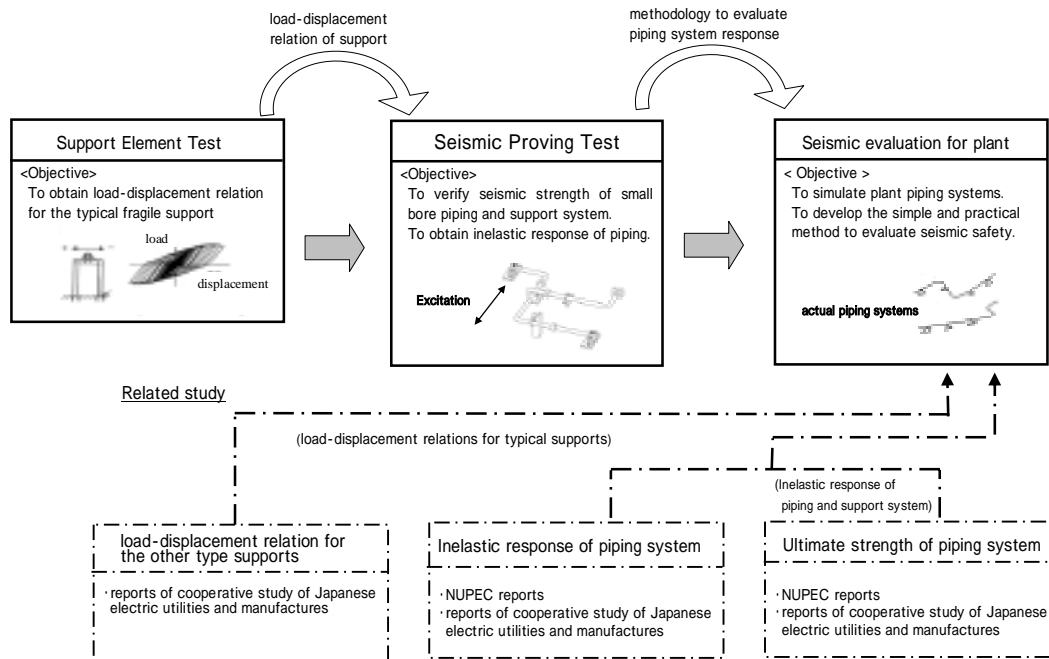 load-displacement
relation of support
methodology to evaluate
piping system response
Support Element Test
<Objective>
To obtain load-displacement relation
for the typical fragile support
load
displacement
Seismic Proving Test
<Objective>
To verify seismic strength of small
bore piping and support system.
To obtain inelastic response of piping.
Excitation
Seismic evaluation for plant
< Objective >
To simulate plant piping systems.
To develop the simple and practical
method to evaluate seismic safety.
actual piping systems
Related study
(load-displacement relations for typical supports)
(Inelastic response of
piping and support system)
load-displacement relation for
the other type supports
·reports of cooperative study of Japanese
electric utilities and manufactures
Inelastic response of piping system
·NUPEC reports
·reports of cooperative study of Japanese
electric utilities and manufactures
Ultimate strength of piping system
·NUPEC reports
·reports of cooperative study of Japanese
electric utilities and manufactures